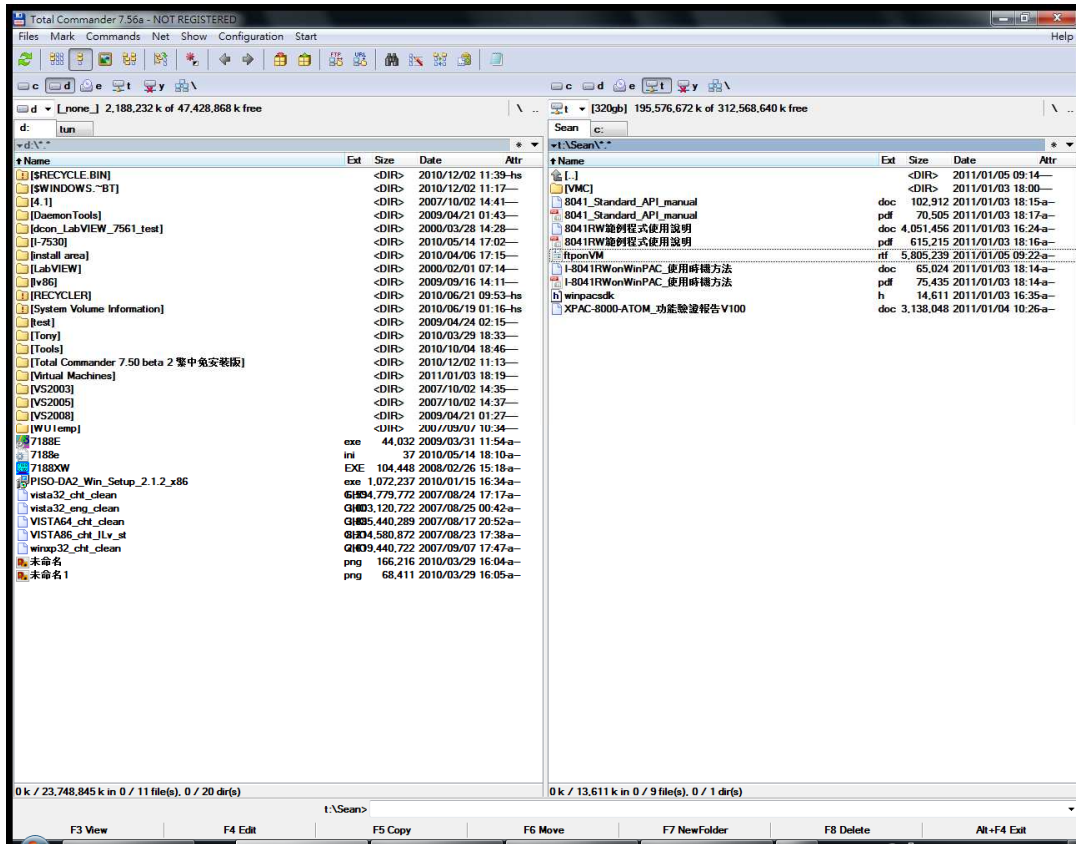 Total Commander 7.56a - NOT REGISTERED
Files Mark Commands Net Show Configuration Start Help
c d e t y \
c d e t y \
d [_none_] 2,188,232 k of 47,428,868 k free \ ..
t [320gb] 195,576,672 k of 312,568,640 k free \ ..
d: tun
Sean c:
d:\*.* *
t:\Sean\*.* *
Name Ext Size Date Attr
[$RECYCLE.BIN] <DIR> 2010/12/02 11:39-hs
[$WINDOWS.~BT] <DIR> 2010/12/02 11:17----
[4.1] <DIR> 2007/10/02 14:41----
[DaemonTools] <DIR> 2009/04/21 01:43----
[dcon_LabVIEW_7561_test] <DIR> 2000/03/28 14:28----
[I-7530] <DIR> 2010/05/14 17:02----
[install area] <DIR> 2010/04/06 17:15----
[LabVIEW] <DIR> 2000/02/01 07:14----
[lv86] <DIR> 2009/09/16 14:11----
[RECYCLER] <DIR> 2010/06/21 09:53-hs
[System Volume Information] <DIR> 2010/06/19 01:16-hs
[test] <DIR> 2009/04/24 02:15----
[Tony] <DIR> 2010/03/29 18:33----
[Tools] <DIR> 2010/10/04 18:46----
[Total Commander 7.50 beta 2 繁中免安裝版] <DIR> 2010/12/02 11:13----
[Virtual Machines] <DIR> 2011/01/03 18:19----
[VS2003] <DIR> 2007/10/02 14:35----
[VS2005] <DIR> 2007/10/02 14:37----
[VS2008] <DIR> 2009/04/21 01:27----
[WUTemp] <DIR> 2007/09/07 10:34----
7188E exe 44,032 2009/03/31 11:54-a--
7188e ini 37 2010/05/14 18:10-a--
7188XW EXE 104,448 2008/02/26 15:18-a--
PISO-DA2_Win_Setup_2.1.2_x86 exe 1,072,237 2010/01/15 16:34-a--
vista32_cht_clean 2007/08/24 17:17-a--
vista32_eng_clean 2007/08/25 00:42-a--
VISTA64_cht_clean 2007/08/17 20:52-a--
VISTA86_cht_ILv_st 2007/08/23 17:38-a--
winxp32_cht_clean 2007/09/07 17:47-a--
未命名 png 166,216 2010/03/29 16:04-a--
未命名1 png 68,411 2010/03/29 16:05-a--
0 k / 23,748,845 k in 0 / 11 file(s), 0 / 20 dir(s)
Name Ext Size Date Attr
[..] <DIR> 2011/01/05 09:14----
[VMC] <DIR> 2011/01/03 18:00----
8041_Standard_API_manual doc 102,912 2011/01/03 18:15-a--
8041_Standard_API_manual pdf 70,505 2011/01/03 18:17-a--
8041RW範例程式使用說明 doc 4,051,456 2011/01/03 16:24-a--
8041RW範例程式使用說明 pdf 615,215 2011/01/03 18:16-a--
ftponVM rtf 5,805,239 2011/01/05 09:22-a--
I-8041RWonWinPAC_使用時機方法 doc 65,024 2011/01/03 18:14-a--
I-8041RWonWinPAC_使用時機方法 pdf 75,435 2011/01/03 18:14-a--
winpacsdk h 14,611 2011/01/03 16:35-a--
XPAC-8000-ATOM_功能驗證報告V100 doc 3,138,048 2011/01/04 10:26-a--
0 k / 13,611 k in 0 / 9 file(s), 0 / 1 dir(s)
t:\Sean>
F3 View F4 Edit F5 Copy F6 Move F7 NewFolder F8 Delete Alt+F4 Exit